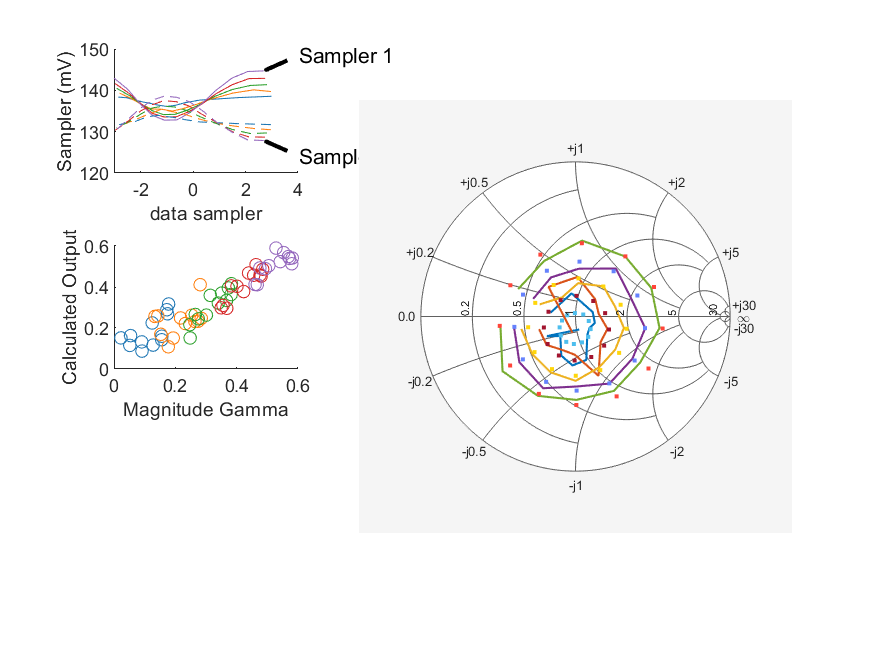 150
140
130
120
Sampler (mV)
-2 0 2 4
data sampler
Sampler 1
Sampl
0.6
0.4
0.2
0
Calculated Output
0 0.2 0.4 0.6
Magnitude Gamma
+j1
+j0.5 +j2
+j0.2 +j5
0.0 0.2 0.5 1 2 5 30 +j30
∞
-j30
-j0.2 -j5
-j0.5 -j2
-j1